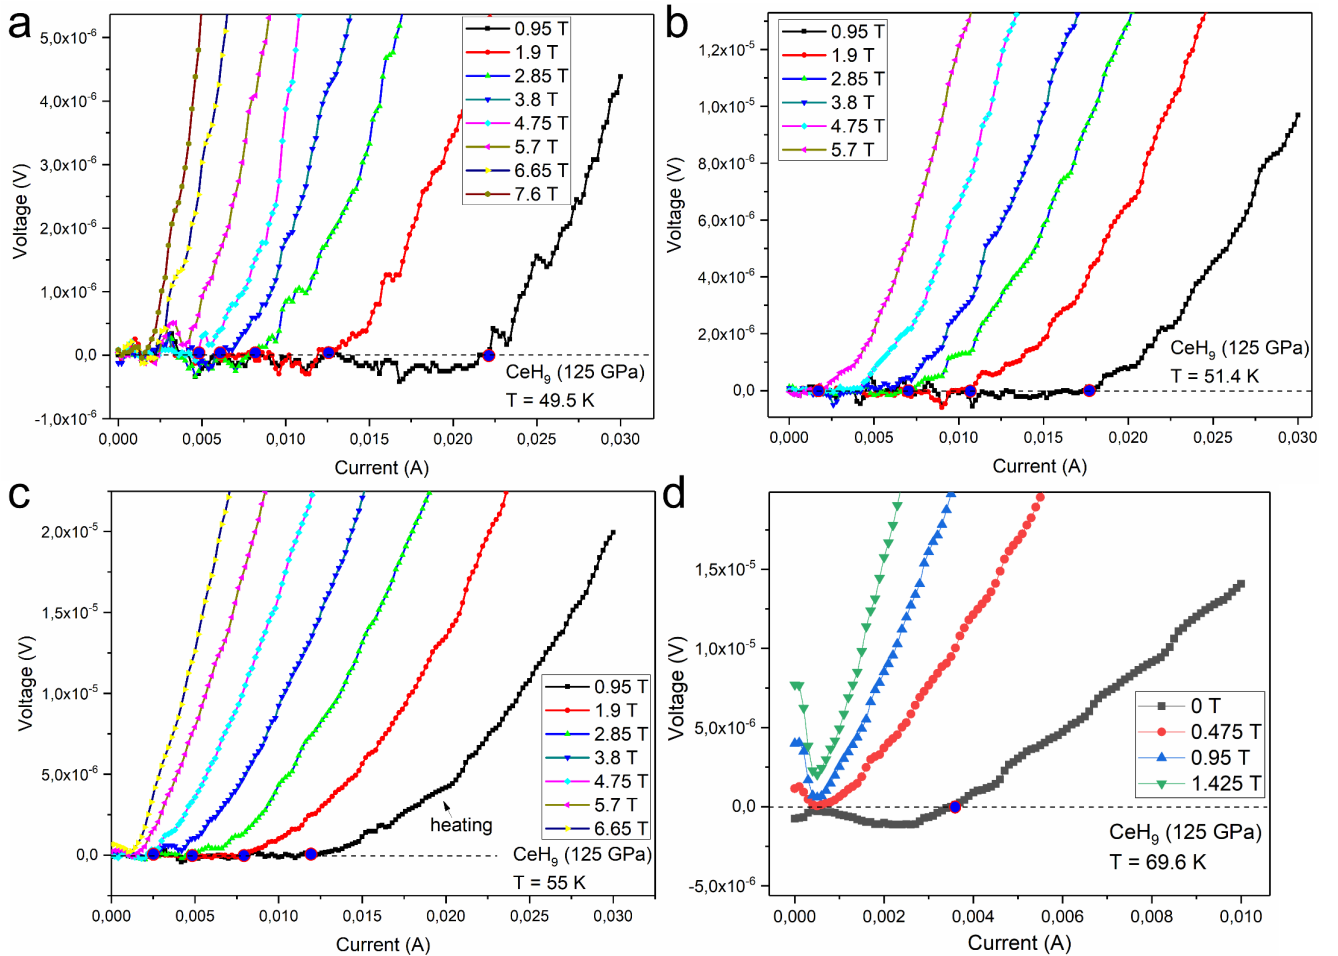 a
5,0x10⁻⁶
4,0x10⁻⁶
3,0x10⁻⁶
2,0x10⁻⁶
1,0x10⁻⁶
0,0
-1,0x10⁻⁶
Voltage (V)
0.95 T
1.9 T
2.85 T
3.8 T
4.75 T
5.7 T
6.65 T
7.6 T
CeH₉ (125 GPa)
T = 49.5 K
0,000 0,005 0,010 0,015 0,020 0,025 0,030
Current (A)
b
1,2x10⁻⁵
1,0x10⁻⁵
8,0x10⁻⁶
6,0x10⁻⁶
4,0x10⁻⁶
2,0x10⁻⁶
0,0
Voltage (V)
0.95 T
1.9 T
2.85 T
3.8 T
4.75 T
5.7 T
CeH₉ (125 GPa)
T = 51.4 K
0,000 0,005 0,010 0,015 0,020 0,025 0,030
Current (A)
c
2,0x10⁻⁵
1,5x10⁻⁵
1,0x10⁻⁵
5,0x10⁻⁶
0,0
Voltage (V)
0.95 T
1.9 T
2.85 T
3.8 T
4.75 T
5.7 T
6.65 T
heating
CeH₉ (125 GPa)
T = 55 K
0,000 0,005 0,010 0,015 0,020 0,025 0,030
Current (A)
d
1,5x10⁻⁵
1,0x10⁻⁵
5,0x10⁻⁶
0,0
-5,0x10⁻⁶
Voltage (V)
0 T
0.475 T
0.95 T
1.425 T
CeH₉ (125 GPa)
T = 69.6 K
0,000 0,002 0,004 0,006 0,008 0,010
Current (A)